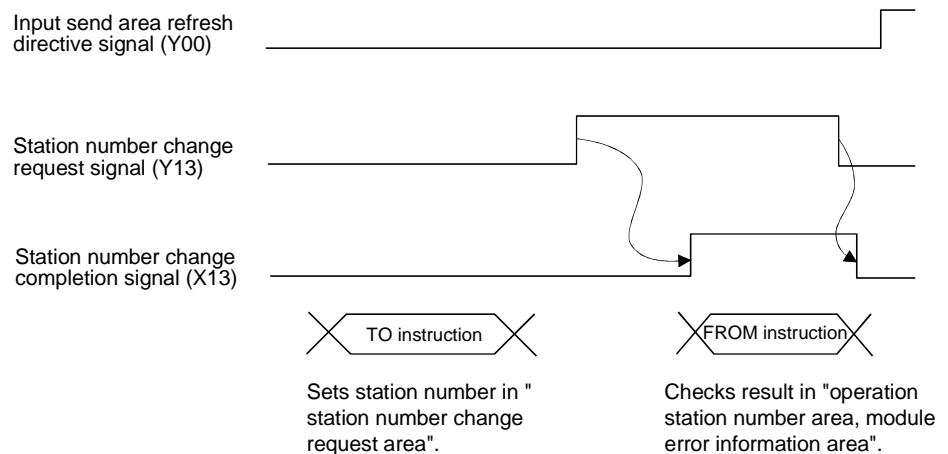 Input send area refresh
directive signal (Y00)
Station number change
request signal (Y13)
Station number change
completion signal (X13)
TO instruction
FROM instruction
Sets station number in "
station number change
request area".
Checks result in "operation
station number area, module
error information area".